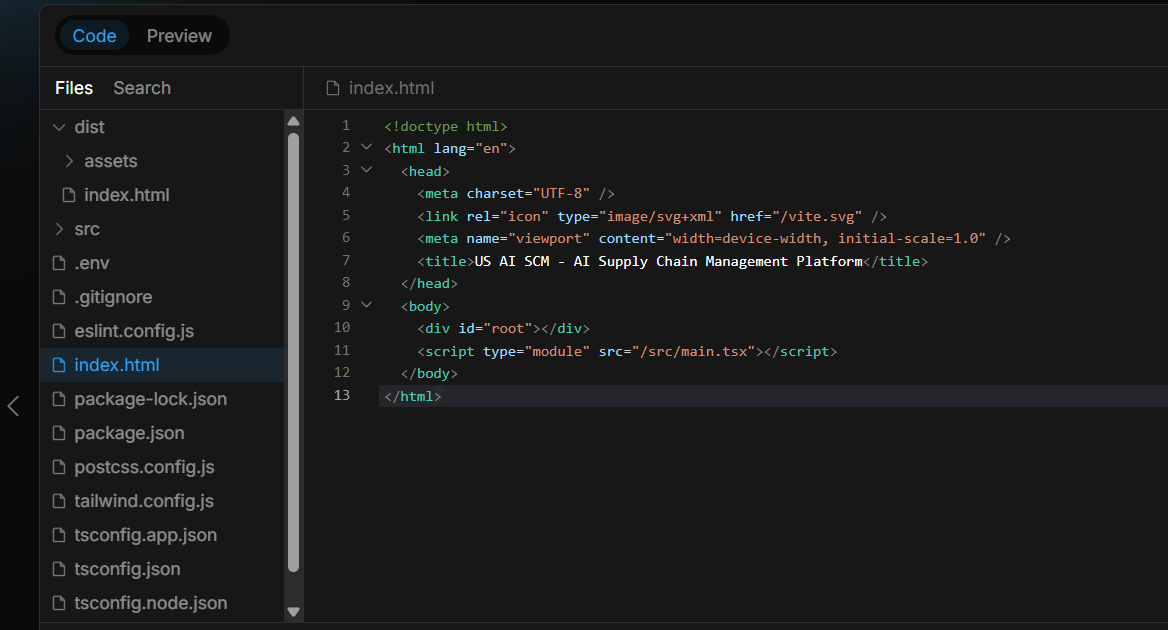 Code Preview
Files Search
index.html
dist
assets
index.html
src
.env
.gitignore
eslint.config.js
index.html
package-lock.json
package.json
postcss.config.js
tailwind.config.js
tsconfig.app.json
tsconfig.json
tsconfig.node.json
1 <!doctype html>
2 <html lang="en">
3 <head>
4 <meta charset="UTF-8" />
5 <link rel="icon" type="image/svg+xml" href="/vite.svg" />
6 <meta name="viewport" content="width=device-width, initial-scale=1.0" />
7 <title>US AI SCM - AI Supply Chain Management Platform</title>
8 </head>
9 <body>
10 <div id="root"></div>
11 <script type="module" src="/src/main.tsx"></script>
12 </body>
13 </html>